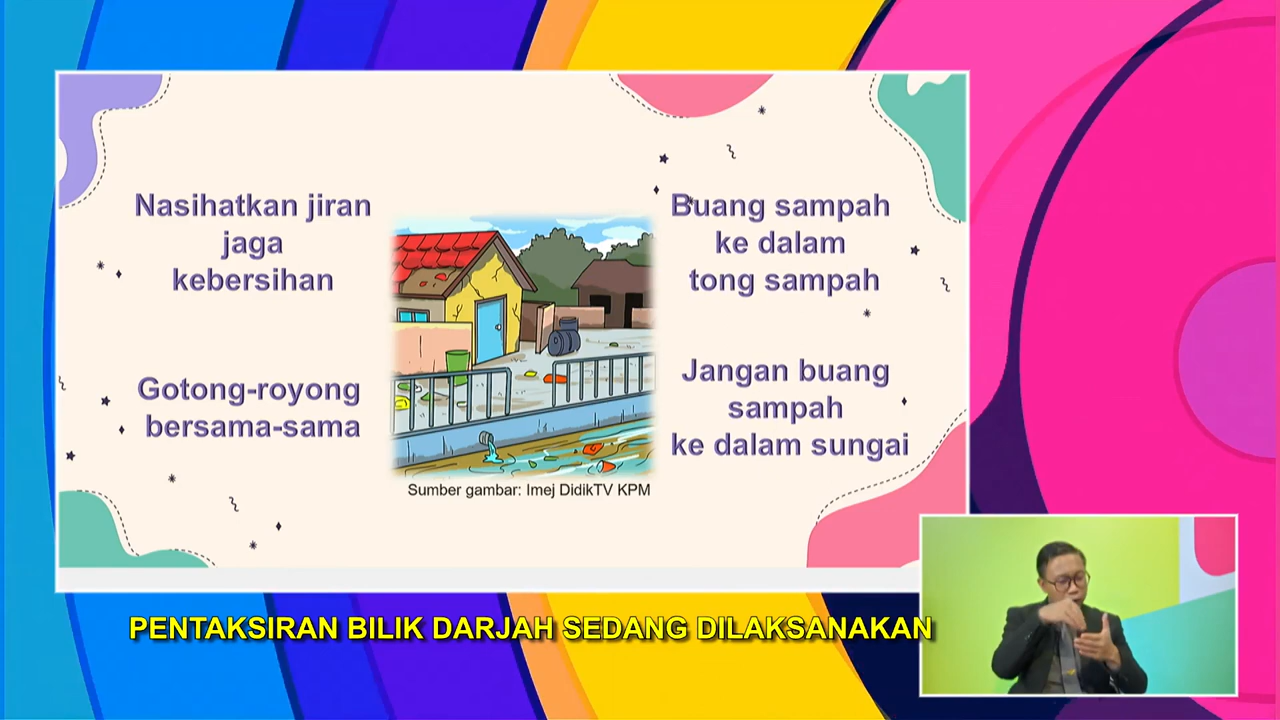 Nasihatkan jiran
jaga
kebersihan
Gotong-royong
bersama-sama
Buang sampah
ke dalam
tong sampah
Jangan buang
sampah
ke dalam sungai
Sumber gambar: Imej DidikTV KPM
PENTAKSIRAN BILIK DARJAH SEDANG DILAKSANAKAN